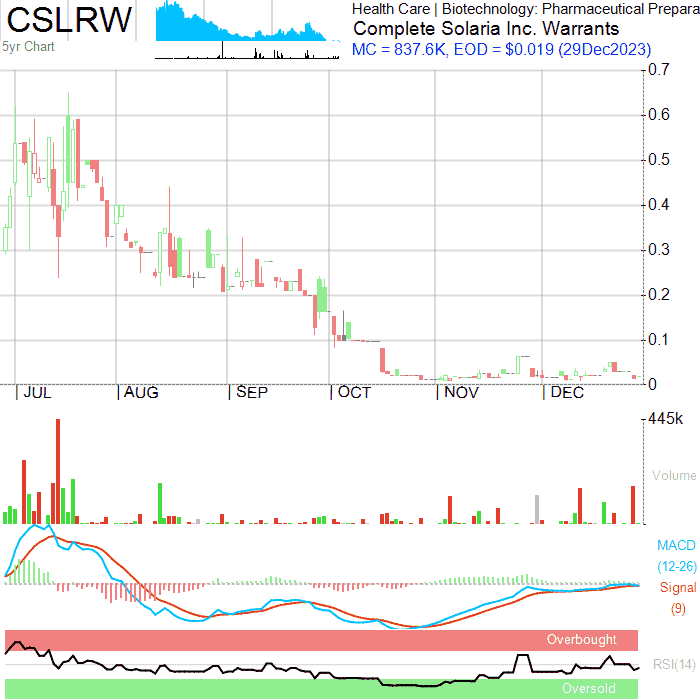 CSLRW
5yr Chart
Health Care | Biotechnology: Pharmaceutical Prepara
Complete Solaria Inc. Warrants
MC = 837.6K, EOD = $0.019 (29Dec2023)
0.7
0.6
0.5
0.4
0.3
0.2
0.1
0
JUL AUG SEP OCT NOV DEC
445k
Volume
MACD
(12-26)
Signal
(9)
Overbought
RSI(14)
Oversold